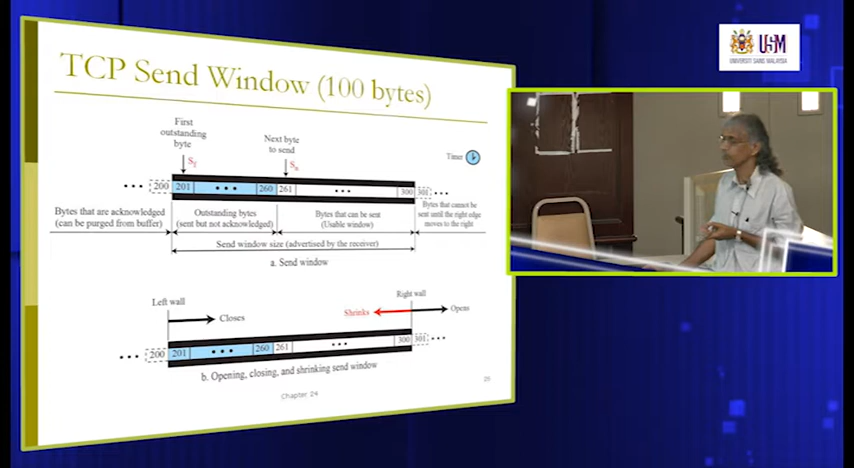 TCP Send Window (100 bytes)
First
outstanding
byte
Next byte
to send
Timer
Sf
Sn
200 201 260 261 300 301
Bytes that are acknowledged
(can be purged from buffer)
Outstanding bytes
(sent but not acknowledged)
Bytes that can be sent
(Usable window)
Bytes that cannot be
sent until the right edge
moves to the right
Send window size (advertised by the receiver)
a. Send window
Left wall
Right wall
Closes
Shrinks
Opens
200 201 260 261 300 301
b. Opening, closing, and shrinking send window
Chapter 24
USM
UNIVERSITI SAINS MALAYSIA